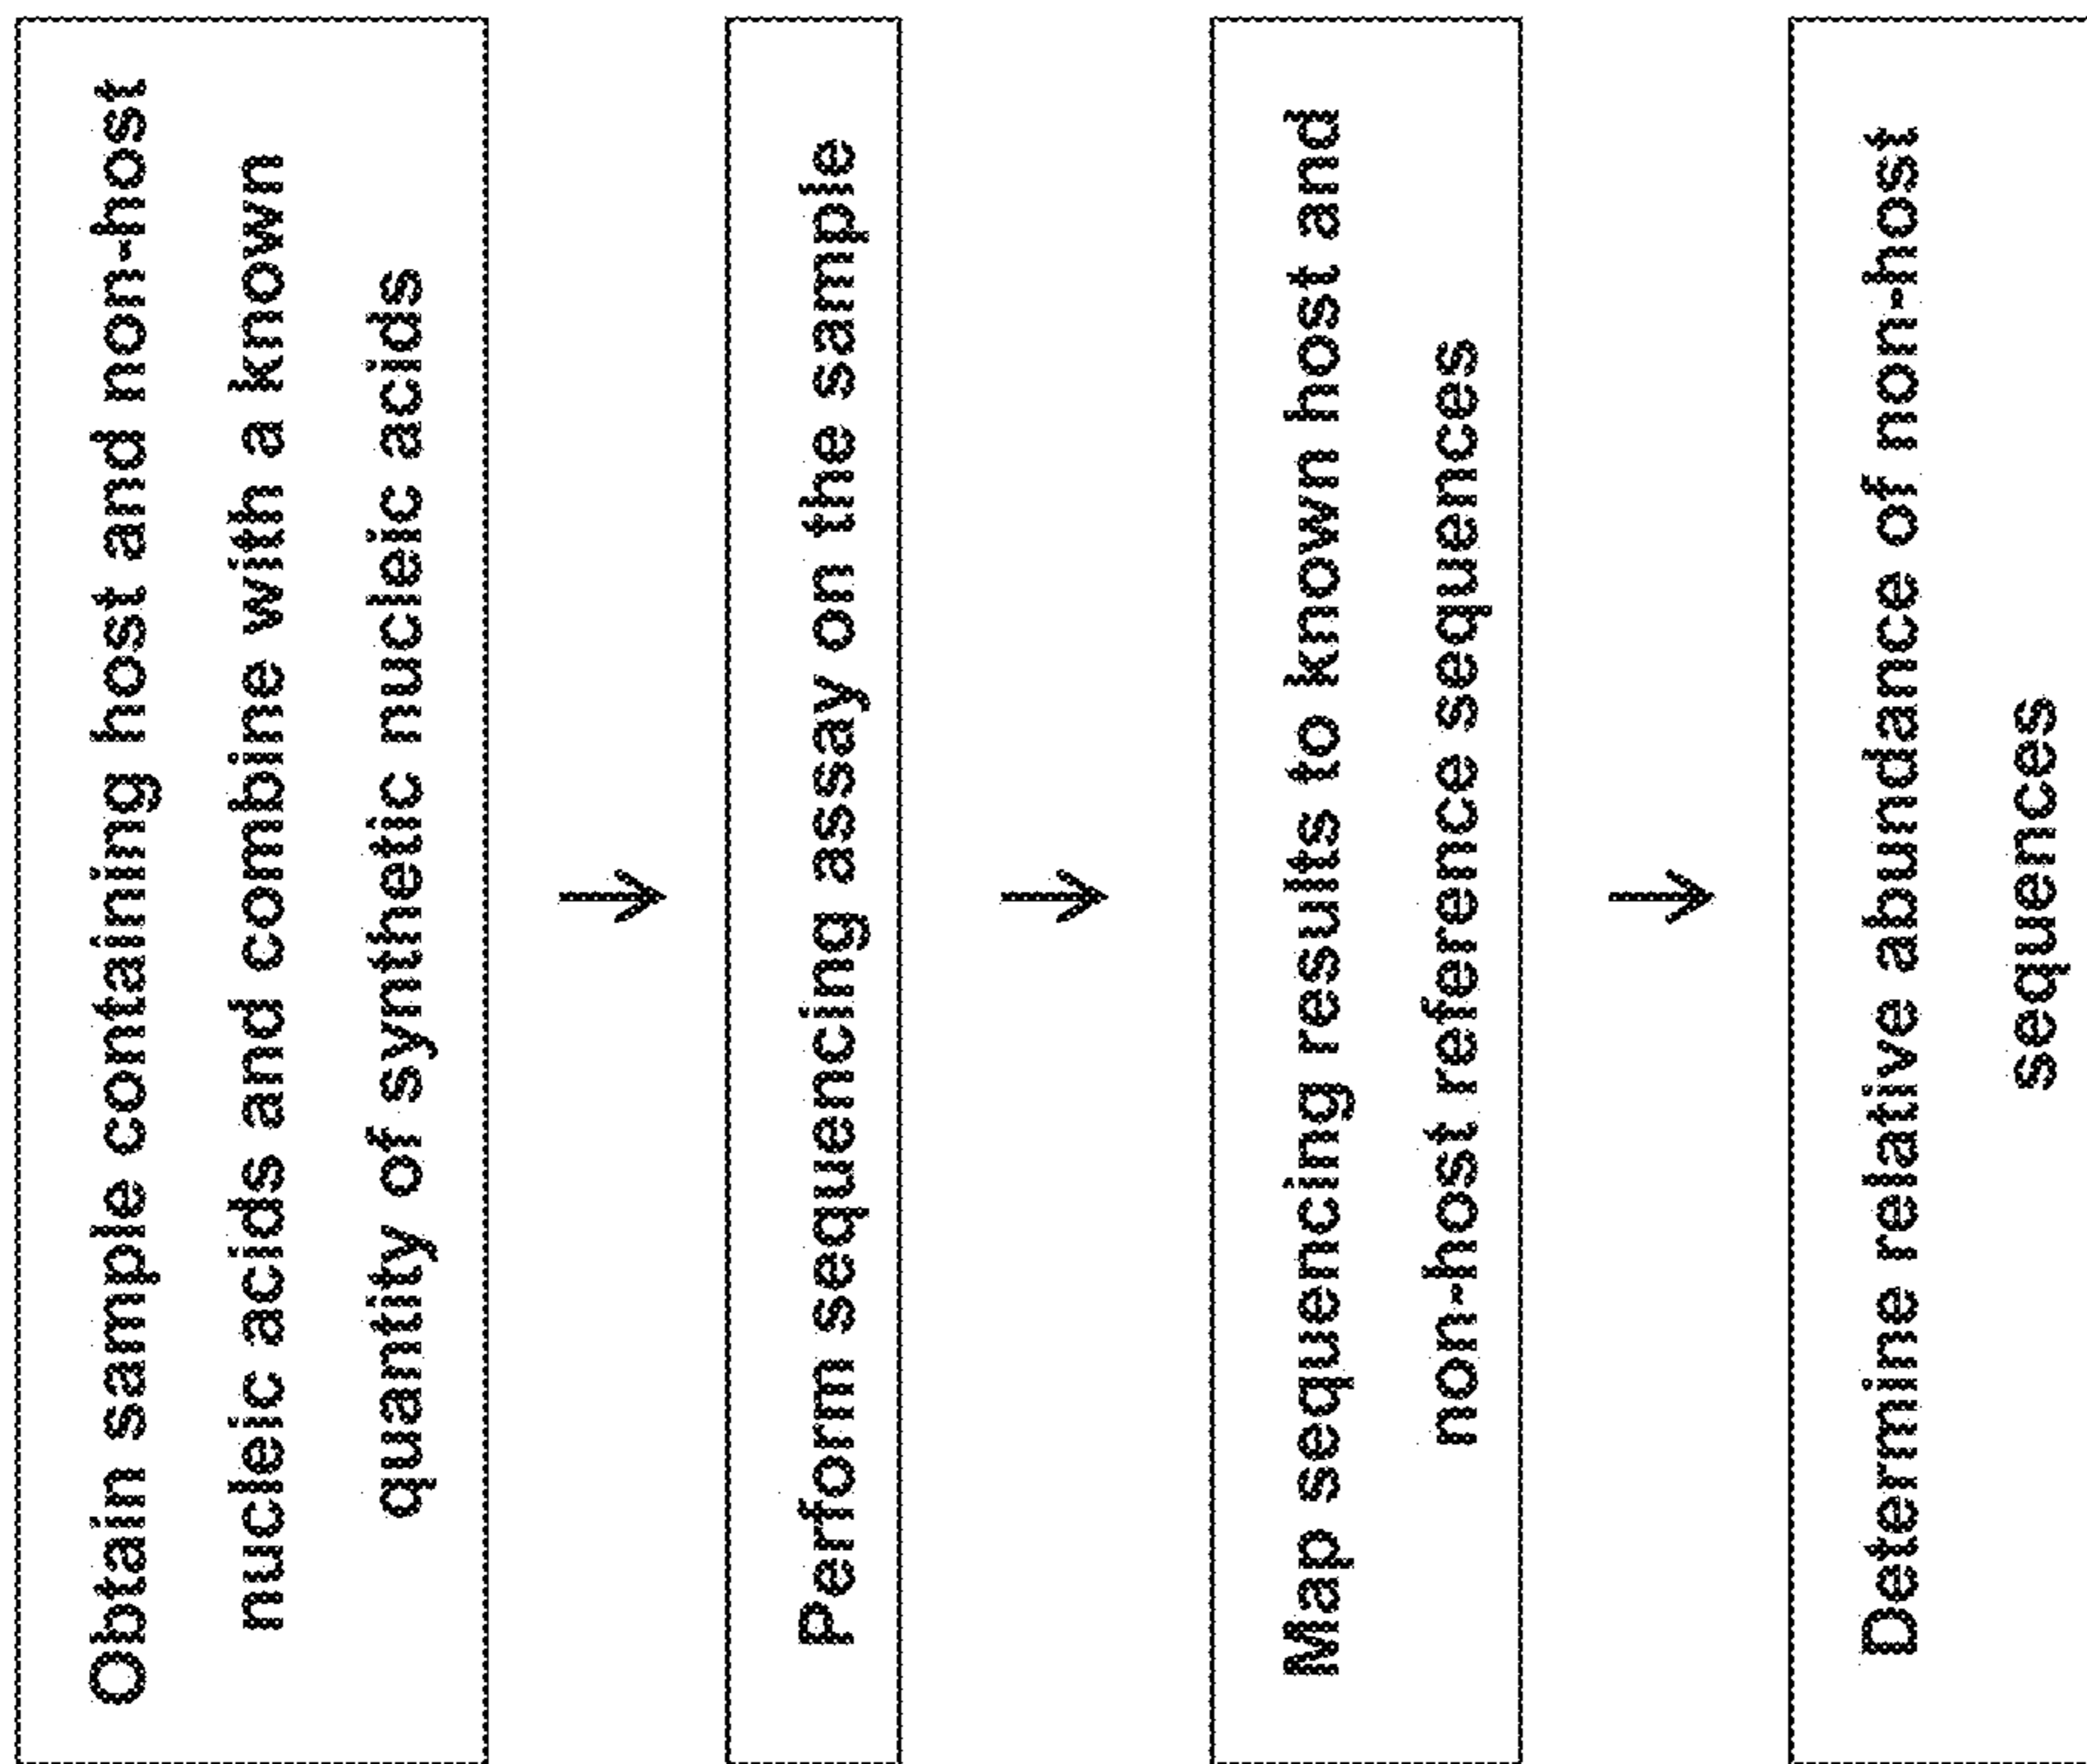 Obtain sample containing host and non-host
nucleic acids and combine with a known
quantity of synthetic nucleic acids
Perform sequencing assay on the sample
Map sequencing results to known host and
non-host reference sequences
Determine relative abundance of non-host
sequences